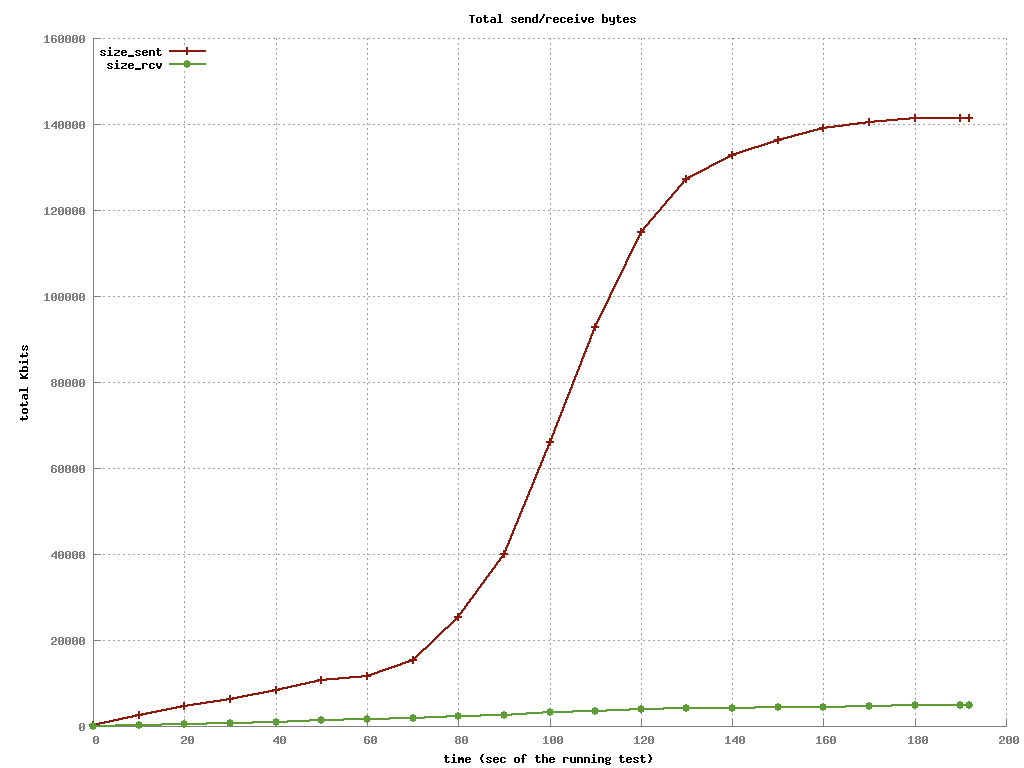 Total send/receive bytes
160000
size_sent
size_rcv
140000
120000
100000
80000
total Kbits
60000
40000
20000
0
0 20 40 60 80 100 120 140 160 180 200
time (sec of the running test)